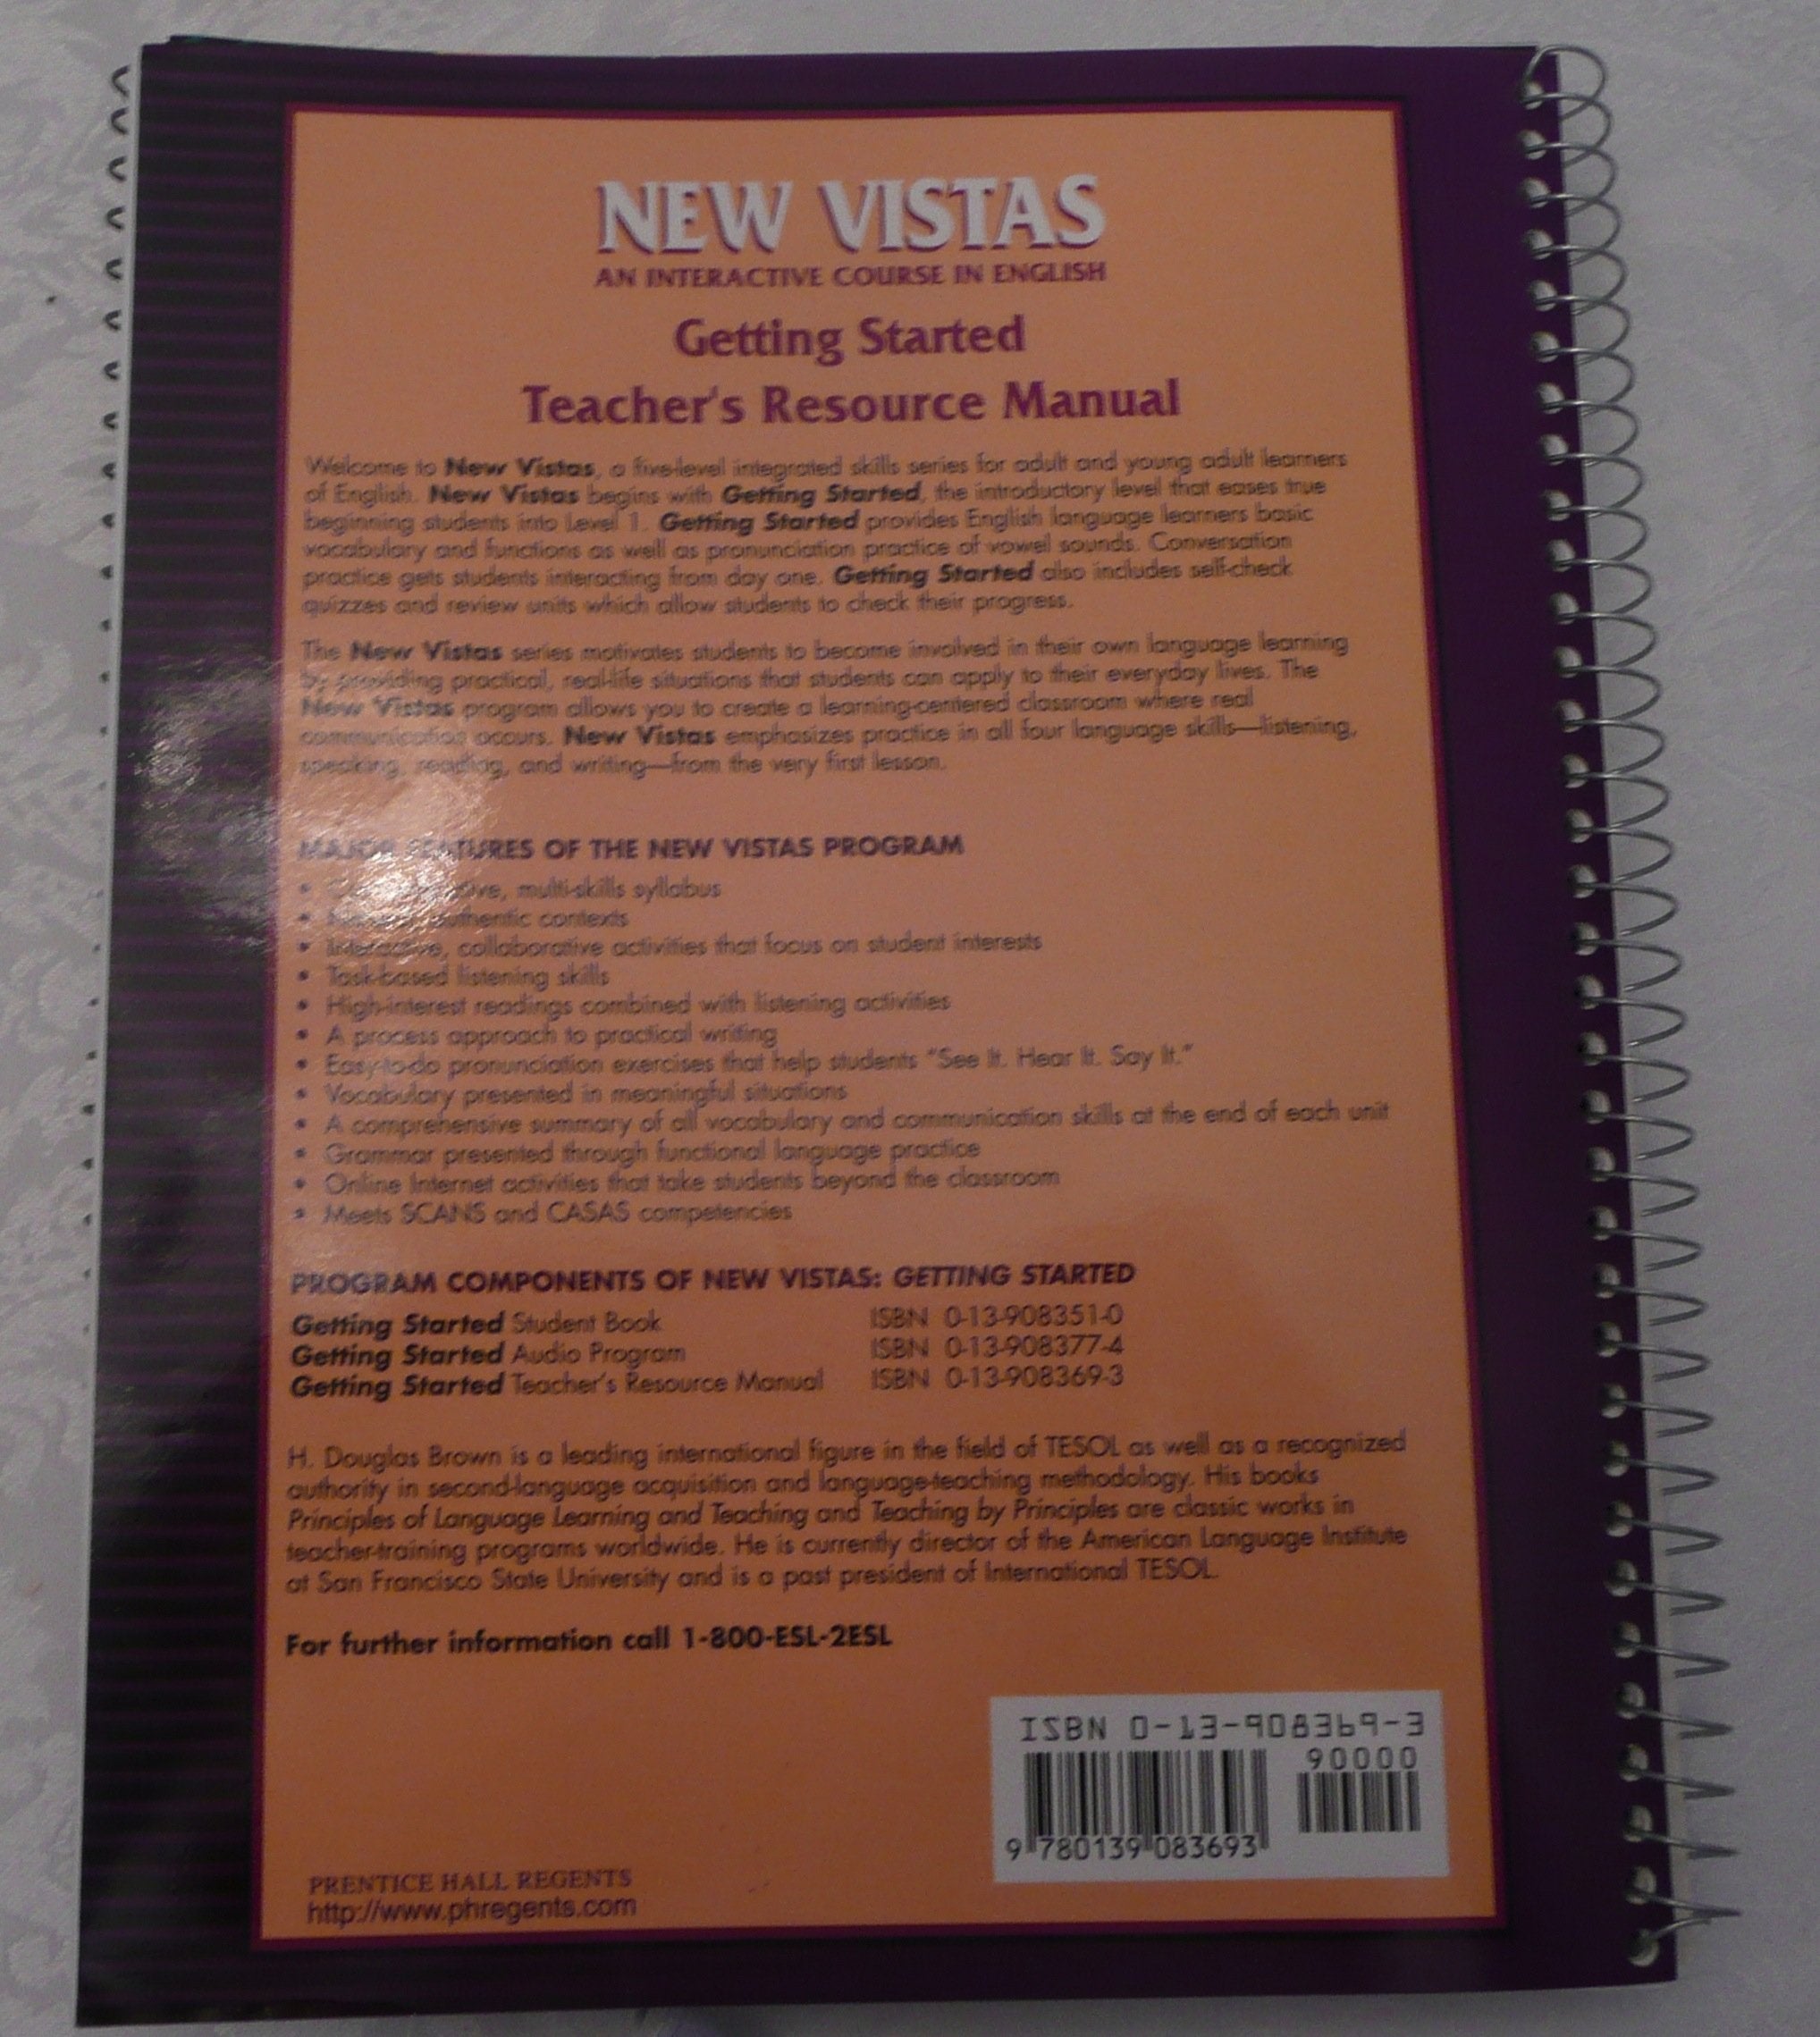 NEW VISTAS
AN INTERACTIVE COURSE IN ENGLISH
Getting Started
Teacher's Resource Manual
Welcome to New Vistas, a five-level integrated skills series for adult and young adult learners
of English. New Vistas begins with Getting Started, the introductory level that eases true
beginning students into Level 1. Getting Started provides English language learners basic
vocabulary and functions as well as pronunciation practice of vowel sounds. Conversation
practice gets students interacting from day one. Getting Started also includes self-check
quizzes and review units which allow students to check their progress.
The New Vistas series motivates students to become involved in their own language learning
by providing practical, real-life situations that students can apply to their everyday lives. The
New Vistas program allows you to create a learning-centered classroom where real
communication occurs. New Vistas emphasizes practice in all four language skills—listening,
speaking, reading, and writing—from the very first lesson.
MAJOR FEATURES OF THE NEW VISTAS PROGRAM
• multi-skills syllabus
• authentic contexts
• Interactive, collaborative activities that focus on student interests
• Task-based listening skills
• High-interest readings combined with listening activities
• A process approach to practical writing
• Easy-to-do pronunciation exercises that help students "See It. Hear It. Say It."
• Vocabulary presented in meaningful situations
• A comprehensive summary of all vocabulary and communication skills at the end of each unit
• Grammar presented through functional language practice
• Online Internet activities that take students beyond the classroom
• Meets SCANS and CASAS competencies
PROGRAM COMPONENTS OF NEW VISTAS: GETTING STARTED
Getting Started Student Book ISBN 0-13-908351-0
Getting Started Audio Program ISBN 0-13-908377-4
Getting Started Teacher's Resource Manual ISBN 0-13-908369-3
H. Douglas Brown is a leading international figure in the field of TESOL as well as a recognized
authority in second-language acquisition and language-teaching methodology. His books
Principles of Language Learning and Teaching and Teaching by Principles are classic works in
teacher-training programs worldwide. He is currently director of the American Language Institute
at San Francisco State University and is a past president of International TESOL.
For further information call 1-800-ESL-2ESL
ISBN 0-13-908369-3
90000
9 780139 083693
PRENTICE HALL REGENTS
http://www.phregents.com